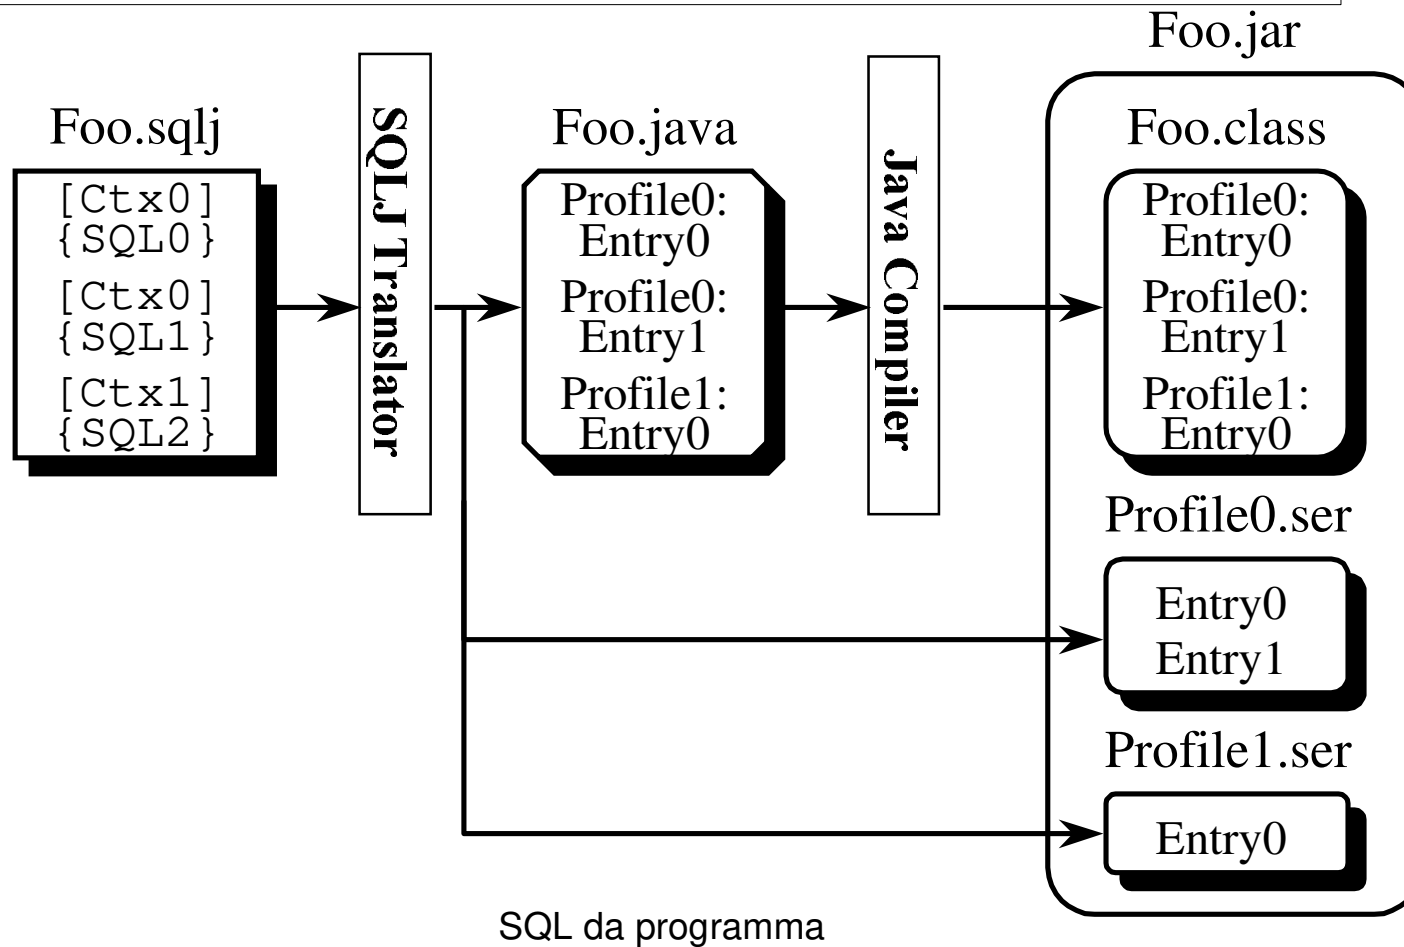 Foo.jar
Foo.sqlj
[Ctx0]
{SQL0}
[Ctx0]
{SQL1}
[Ctx1]
{SQL2}
SQLJ Translator
Foo.java
Profile0:
Entry0
Profile0:
Entry1
Profile1:
Entry0
Java Compiler
Foo.class
Profile0:
Entry0
Profile0:
Entry1
Profile1:
Entry0
Profile0.ser
Entry0
Entry1
Profile1.ser
Entry0
SQL da programma